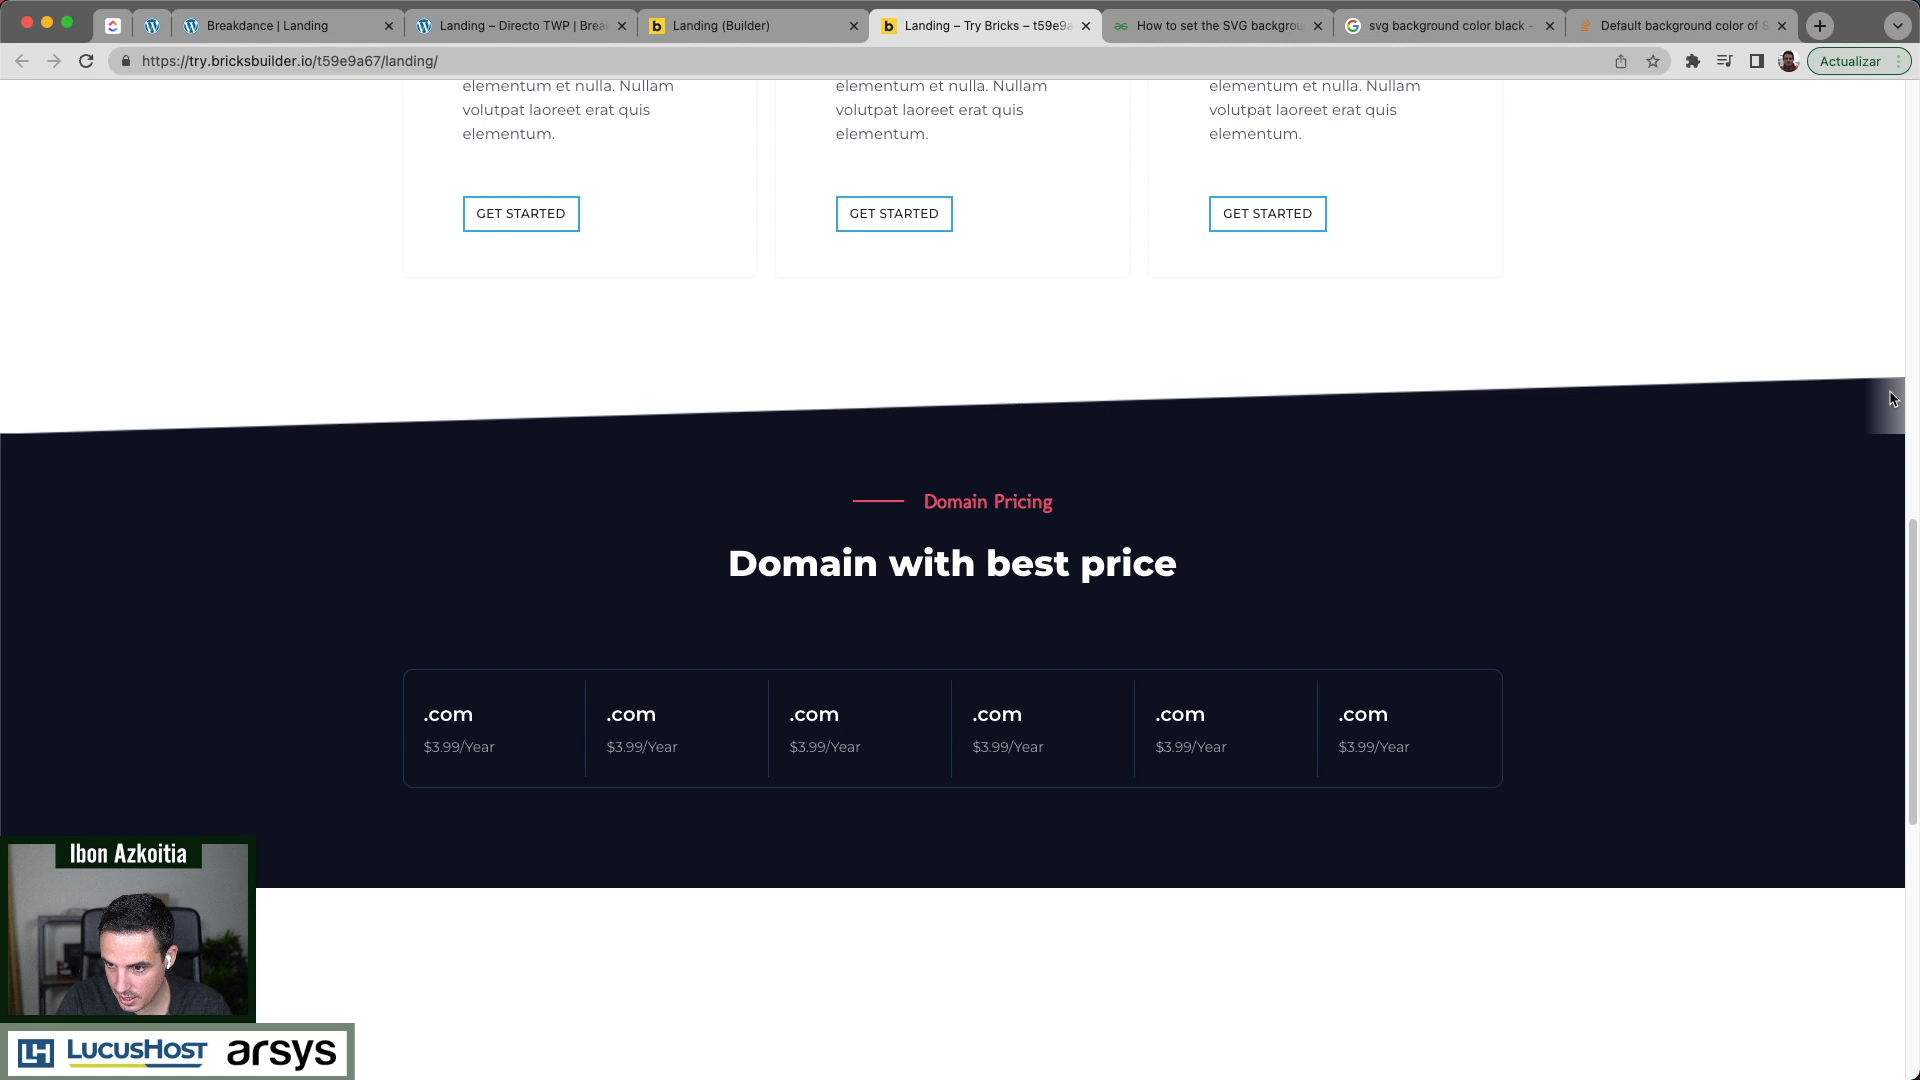 Breakdance | Landing
Landing – Directo TWP | Brea
Landing (Builder)
Landing – Try Bricks – t59e9a
How to set the SVG backgrou
svg background color black -
Default background color of S
https://try.bricksbuilder.io/t59e9a67/landing/
Actualizar
elementum et nulla. Nullam
volutpat laoreet erat quis
elementum.
GET STARTED
elementum et nulla. Nullam
volutpat laoreet erat quis
elementum.
GET STARTED
elementum et nulla. Nullam
volutpat laoreet erat quis
elementum.
GET STARTED
Domain Pricing
Domain with best price
.com
$3.99/Year
.com
$3.99/Year
.com
$3.99/Year
.com
$3.99/Year
.com
$3.99/Year
.com
$3.99/Year
Ibon Azkoitia
LH LUCUSHOST arsys